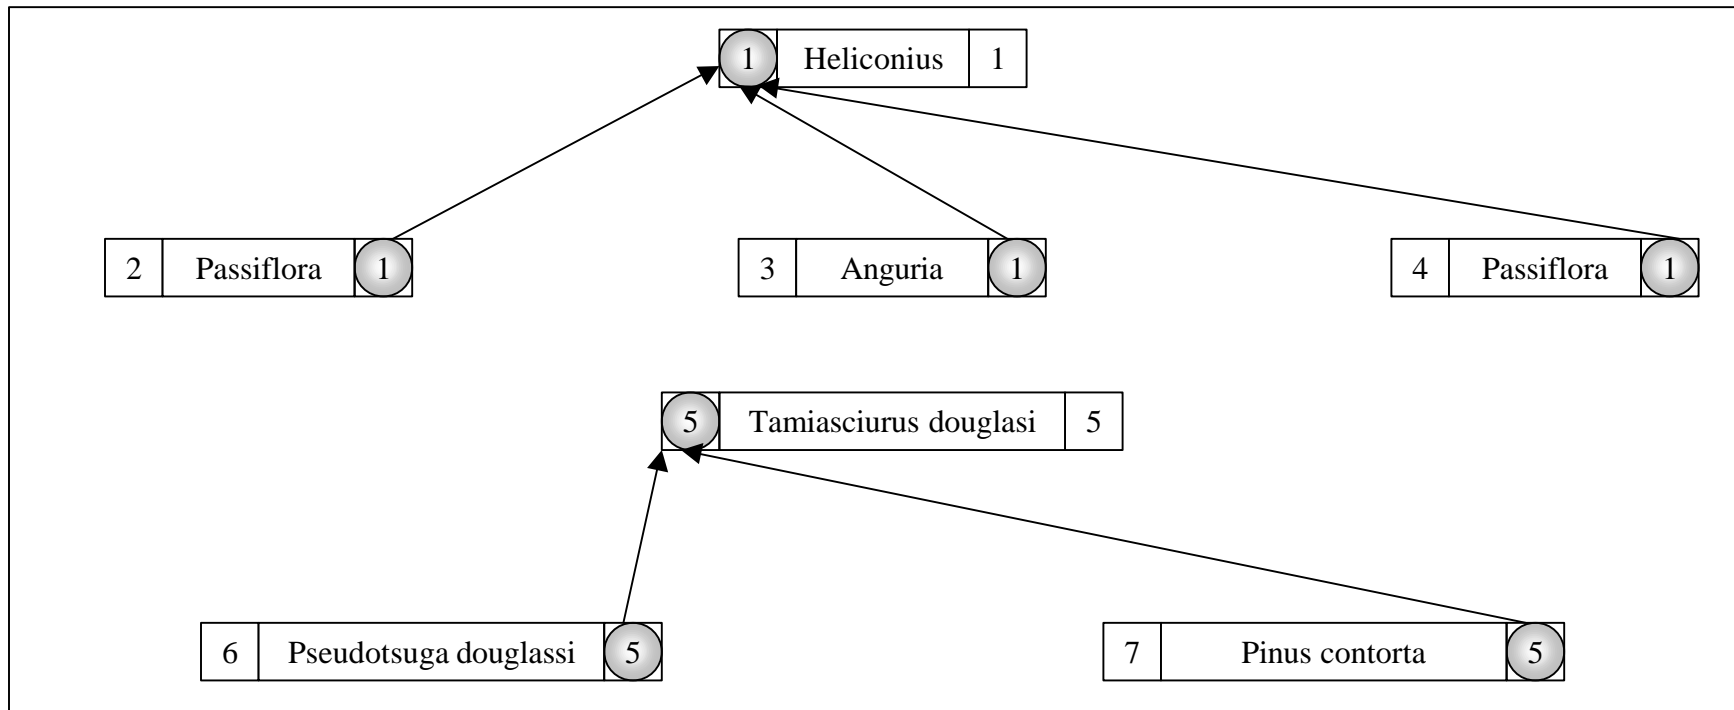 1 Heliconius 1
2 Passiflora 1 3 Anguria 1 4 Passiflora 1
5 Tamiasciurus douglasi 5
6 Pseudotsuga douglassi 5 7 Pinus contorta 5